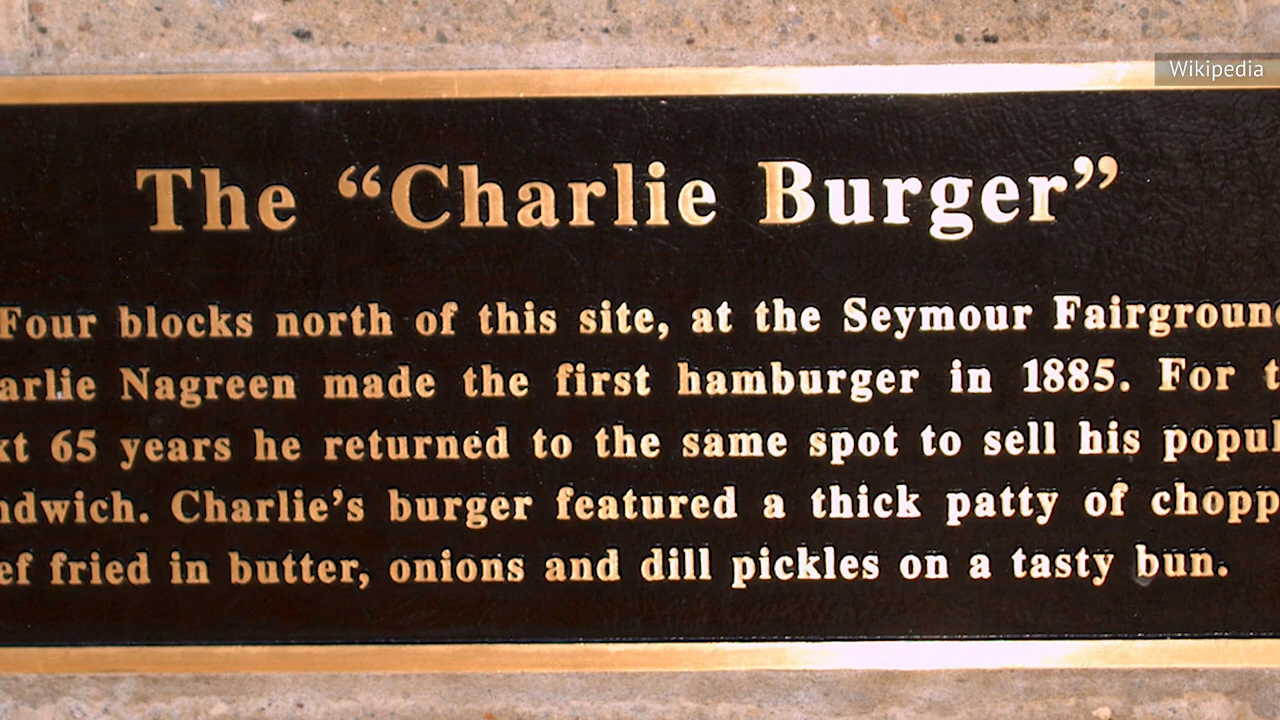 Wikipedia
The “Charlie Burger”
Four blocks north of this site, at the Seymour Fairground
arlie Nagreen made the first hamburger in 1885. For t
xt 65 years he returned to the same spot to sell his popul
ndwich. Charlie’s burger featured a thick patty of chopp
ef fried in butter, onions and dill pickles on a tasty bun.